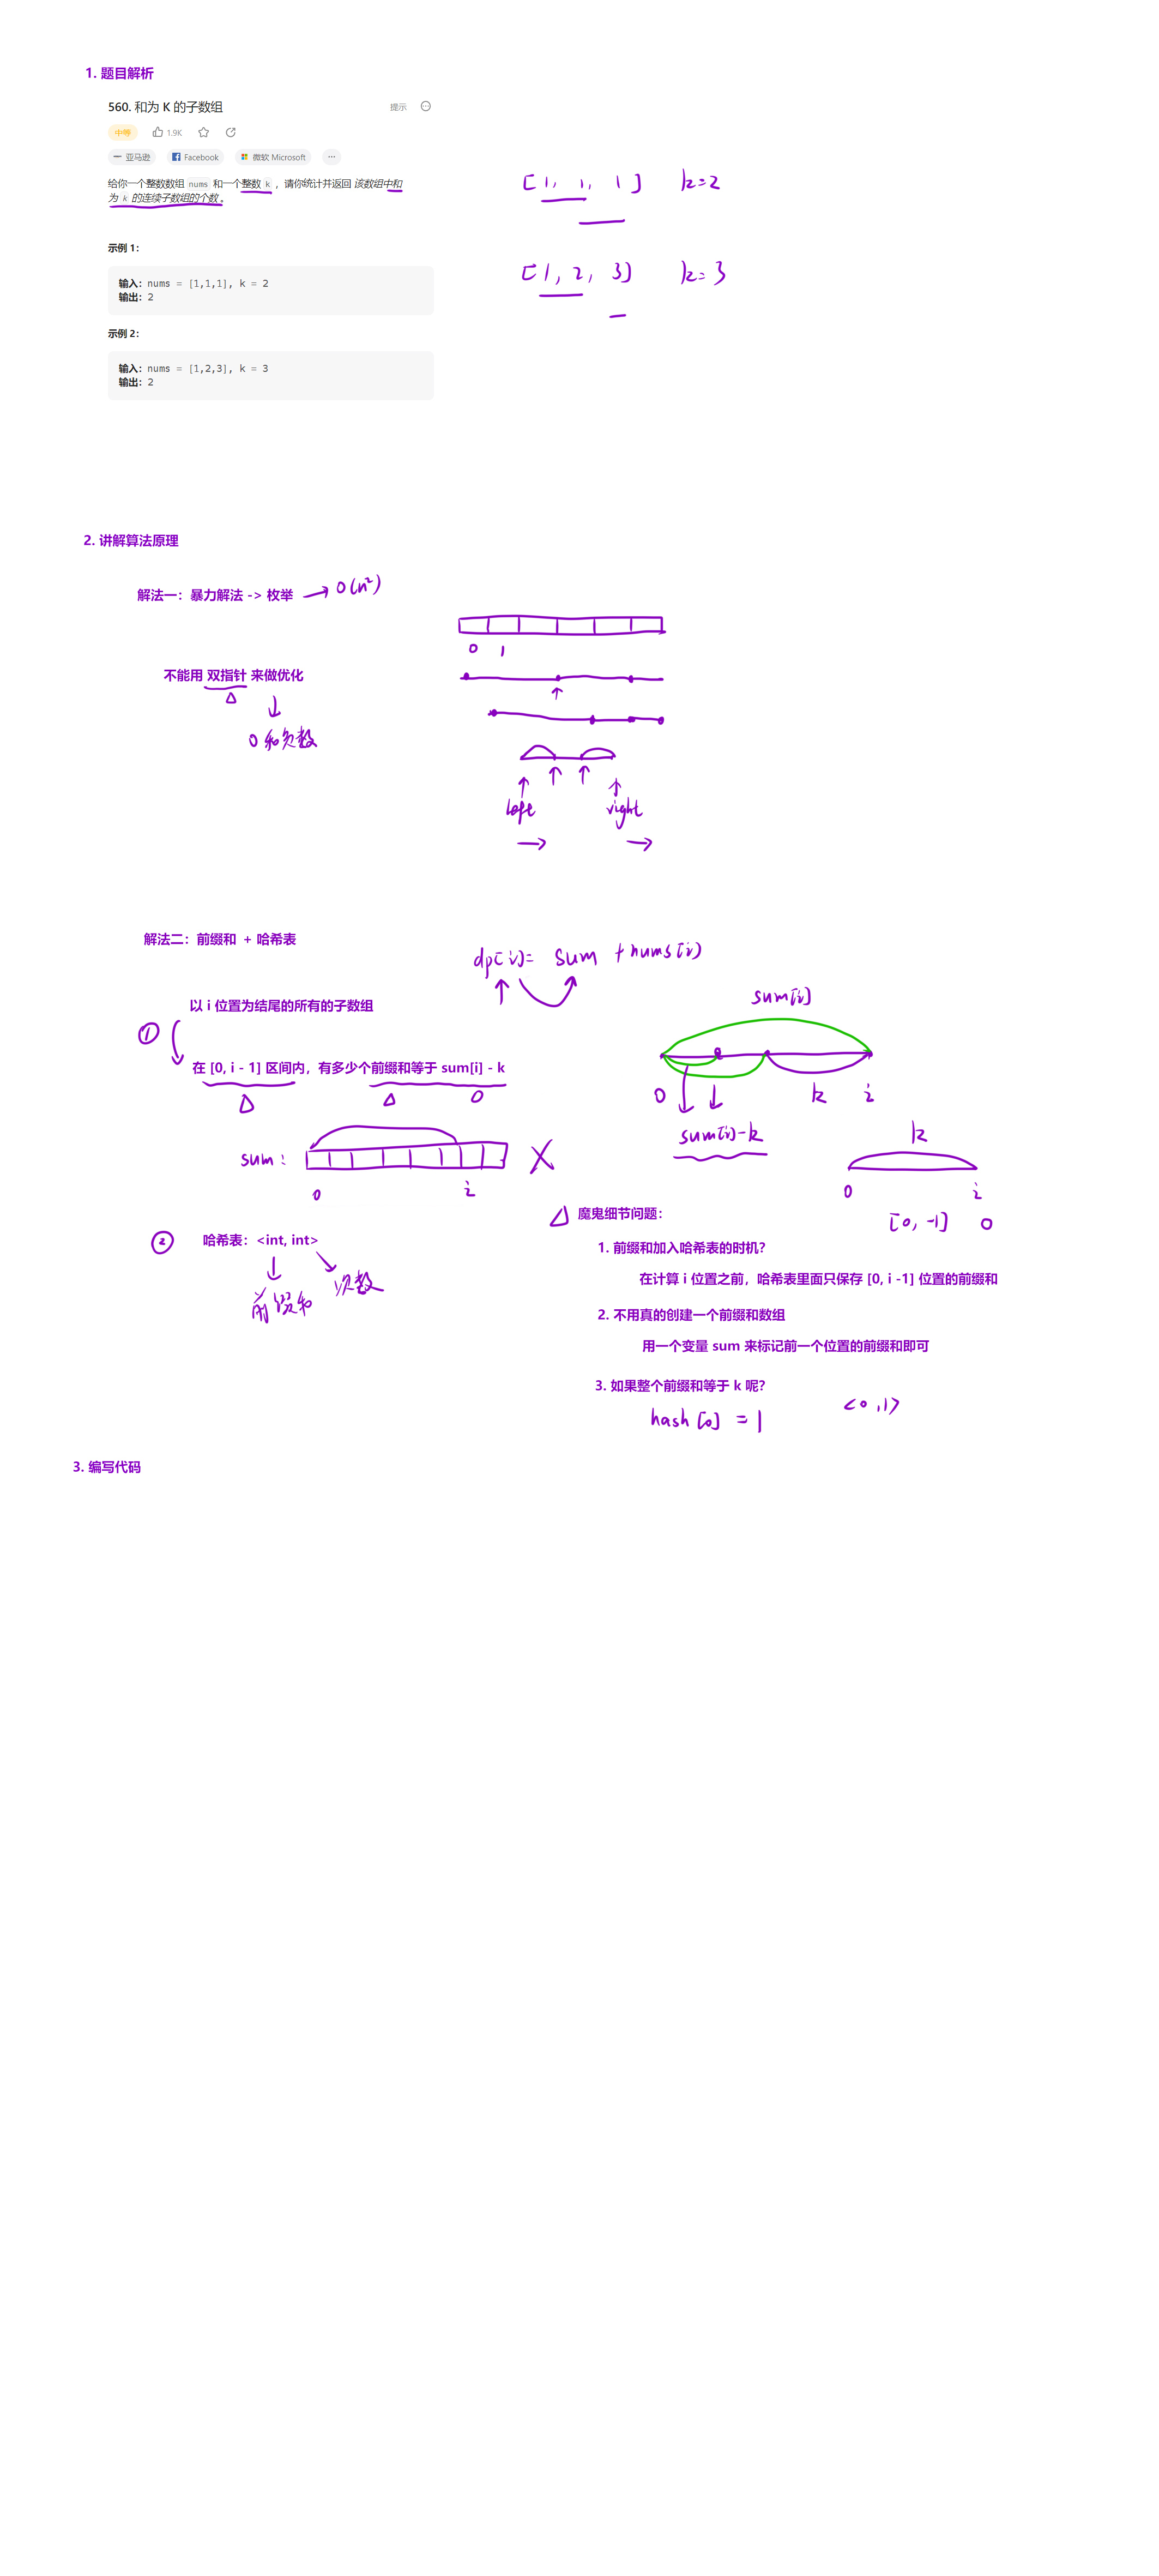 1. 题目解析
560. 和为 K 的子数组
提示
中等 1.9K
亚马逊 Facebook 微软 Microsoft ...
给你一个整数数组 nums 和一个整数 k ，请你统计并返回 该数组中和
为 k 的连续子数组的个数 。
[1, 1, 1] k=2
示例 1：
[1, 2, 3] k=3
输入：nums = [1,1,1], k = 2
输出：2
示例 2：
输入：nums = [1,2,3], k = 3
输出：2
2. 讲解算法原理
解法一：暴力解法 -> 枚举 → O(n²)
0 1
不能用 双指针 来做优化
0 和负数
left right
解法二：前缀和 + 哈希表
dp[i]= sum + nums[i]
sum[i]
以 i 位置为结尾的所有的子数组
①
在 [0, i - 1] 区间内，有多少个前缀和等于 sum[i] - k
0 k i
sum[i]-k
k
sum :
0 i
0 i
[0, -1] 0
② 哈希表：<int, int>
前缀和 次数
魔鬼细节问题：
1. 前缀和加入哈希表的时机？
在计算 i 位置之前，哈希表里面只保存 [0, i -1] 位置的前缀和
2. 不用真的创建一个前缀和数组
用一个变量 sum 来标记前一个位置的前缀和即可
3. 如果整个前缀和等于 k 呢？
hash[0] = 1 <0,1>
3. 编写代码